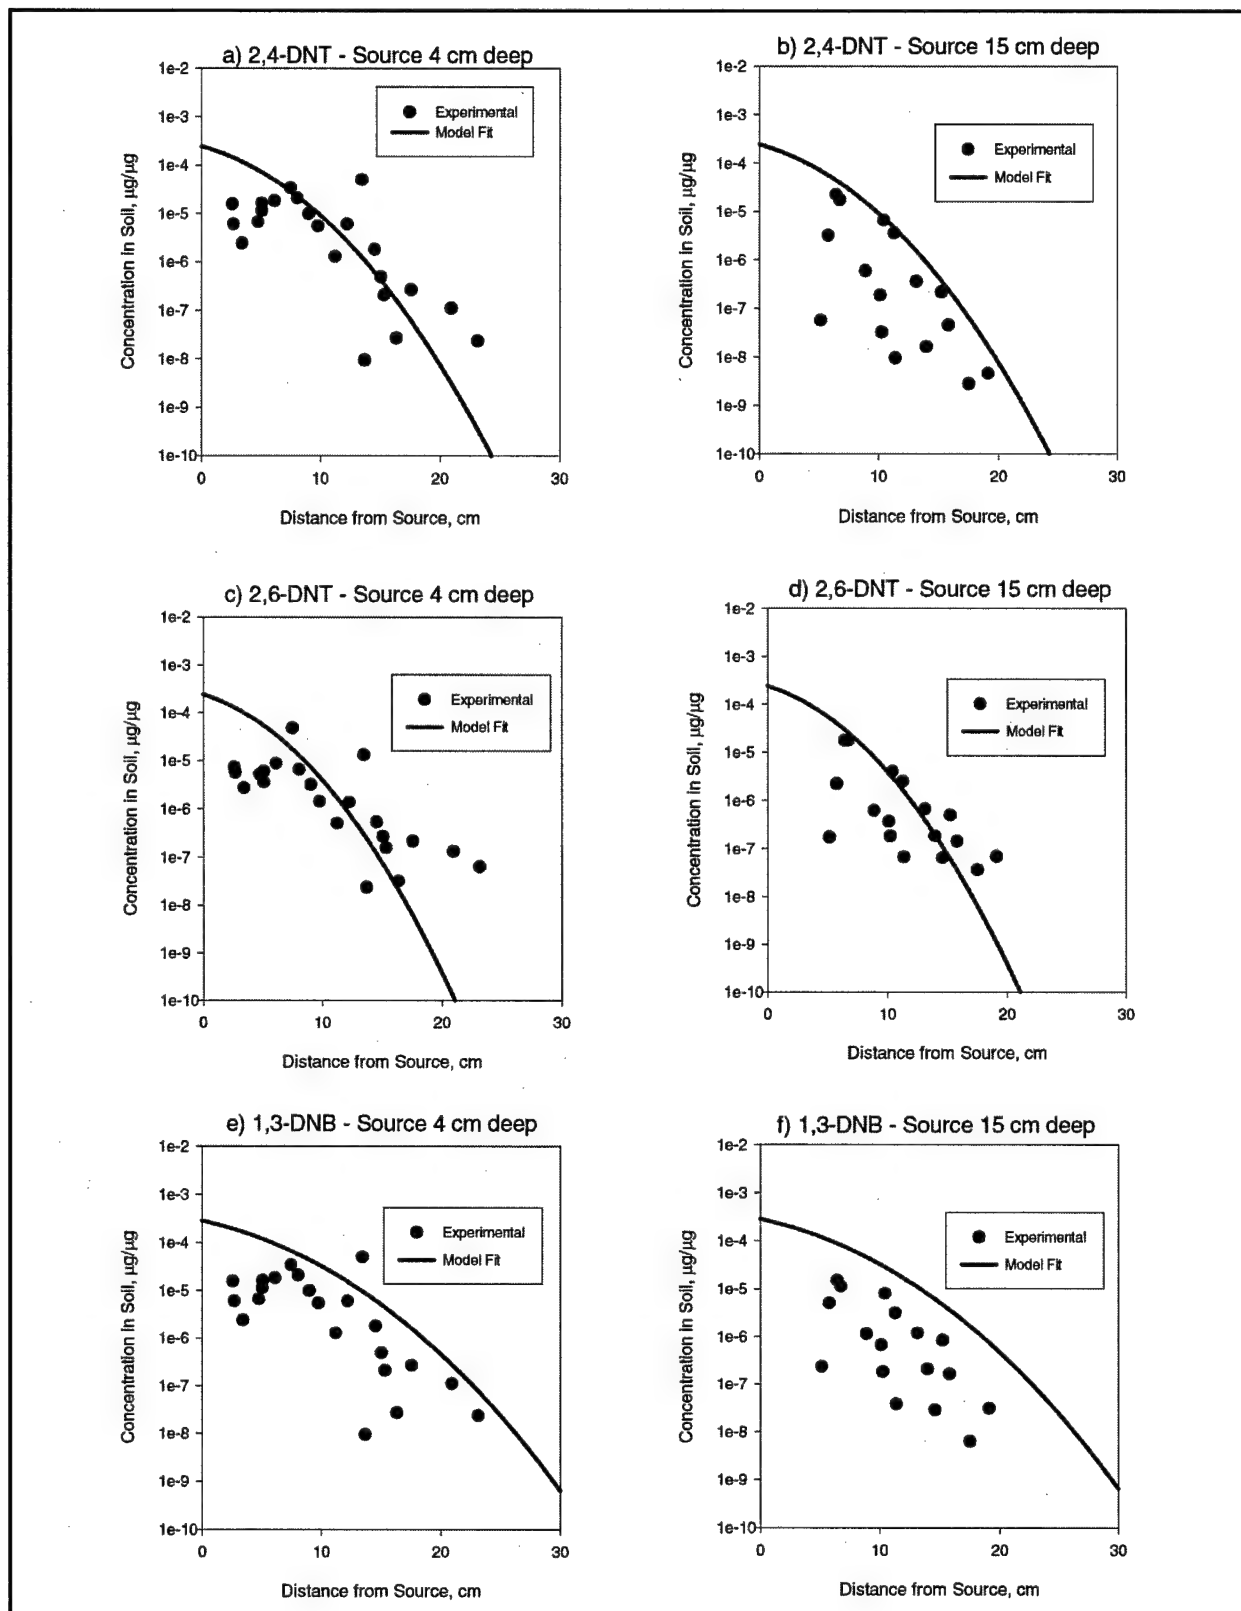 a) 2,4-DNT - Source 4 cm deep
1e-2
1e-3
1e-4
1e-5
1e-6
1e-7
1e-8
1e-9
1e-10
Concentration in Soil, µg/µg
Experimental
Model Fit
0 10 20 30
Distance from Source, cm
b) 2,4-DNT - Source 15 cm deep
1e-2
1e-3
1e-4
1e-5
1e-6
1e-7
1e-8
1e-9
1e-10
Concentration in Soil, µg/µg
Experimental
Model Fit
0 10 20 30
Distance from Source, cm
c) 2,6-DNT - Source 4 cm deep
1e-2
1e-3
1e-4
1e-5
1e-6
1e-7
1e-8
1e-9
1e-10
Concentration in Soil, µg/µg
Experimental
Model Fit
0 10 20 30
Distance from Source, cm
d) 2,6-DNT - Source 15 cm deep
1e-2
1e-3
1e-4
1e-5
1e-6
1e-7
1e-8
1e-9
1e-10
Concentration in Soil, µg/µg
Experimental
Model Fit
0 10 20 30
Distance from Source, cm
e) 1,3-DNB - Source 4 cm deep
1e-2
1e-3
1e-4
1e-5
1e-6
1e-7
1e-8
1e-9
1e-10
Concentration in Soil, µg/µg
Experimental
Model Fit
0 10 20 30
Distance from Source, cm
f) 1,3-DNB - Source 15 cm deep
1e-2
1e-3
1e-4
1e-5
1e-6
1e-7
1e-8
1e-9
1e-10
Concentration in Soil, µg/µg
Experimental
Model Fit
0 10 20 30
Distance from Source, cm